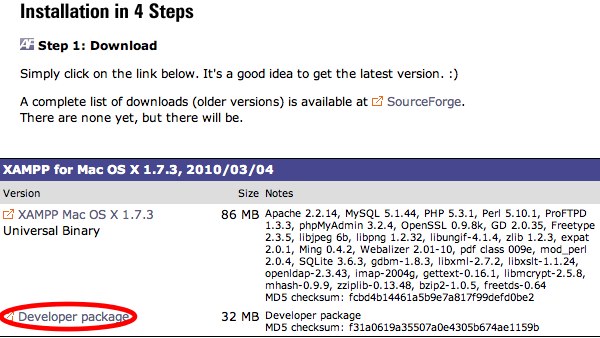 Installation in 4 Steps
AF Step 1: Download
Simply click on the link below. It's a good idea to get the latest version. :)
A complete list of downloads (older versions) is available at SourceForge.
There are none yet, but there will be.
XAMPP for Mac OS X 1.7.3, 2010/03/04
Version Size Notes
XAMPP Mac OS X 1.7.3 86 MB Apache 2.2.14, MySQL 5.1.44, PHP 5.3.1, Perl 5.10.1, ProFTPD
Universal Binary 1.3.3, phpMyAdmin 3.2.4, OpenSSL 0.9.8k, GD 2.0.35, Freetype
2.3.5, libjpeg 6b, libpng 1.2.32, libungif-4.1.4, zlib 1.2.3, expat
2.0.1, Ming 0.4.2, Webalizer 2.01-10, pdf class 009e, mod_perl
2.0.4, SQLite 3.6.3, gdbm-1.8.3, libxml-2.7.2, libxslt-1.1.24,
openldap-2.3.43, imap-2004g, gettext-0.16.1, libmcrypt-2.5.8,
mhash-0.9.9, zziplib-0.13.48, bzip2-1.0.5, freetds-0.64
MD5 checksum: fcbd4b14461a5b9e7a817f99defd0be2
Developer package 32 MB Developer package
MD5 checksum: f31a0619a35507a0e4305b674ae1159b